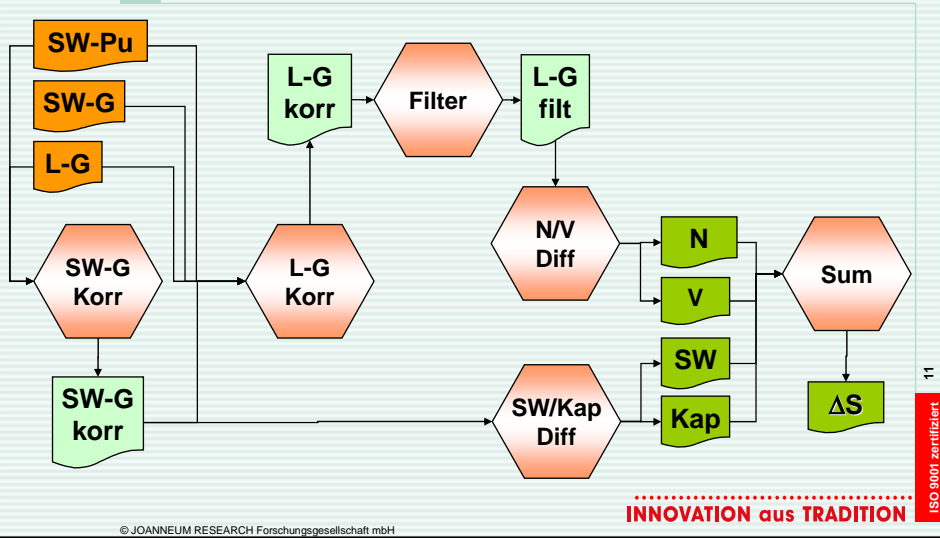 SW-Pu
SW-G
L-G
SW-G
Korr
SW-G
korr
L-G
Korr
L-G
korr
Filter
L-G
filt
N/V
Diff
SW/Kap
Diff
N
V
SW
Kap
Sum
ΔS
11
ISO 9001 zertifiziert
INNOVATION aus TRADITION
© JOANNEUM RESEARCH Forschungsgesellschaft mbH